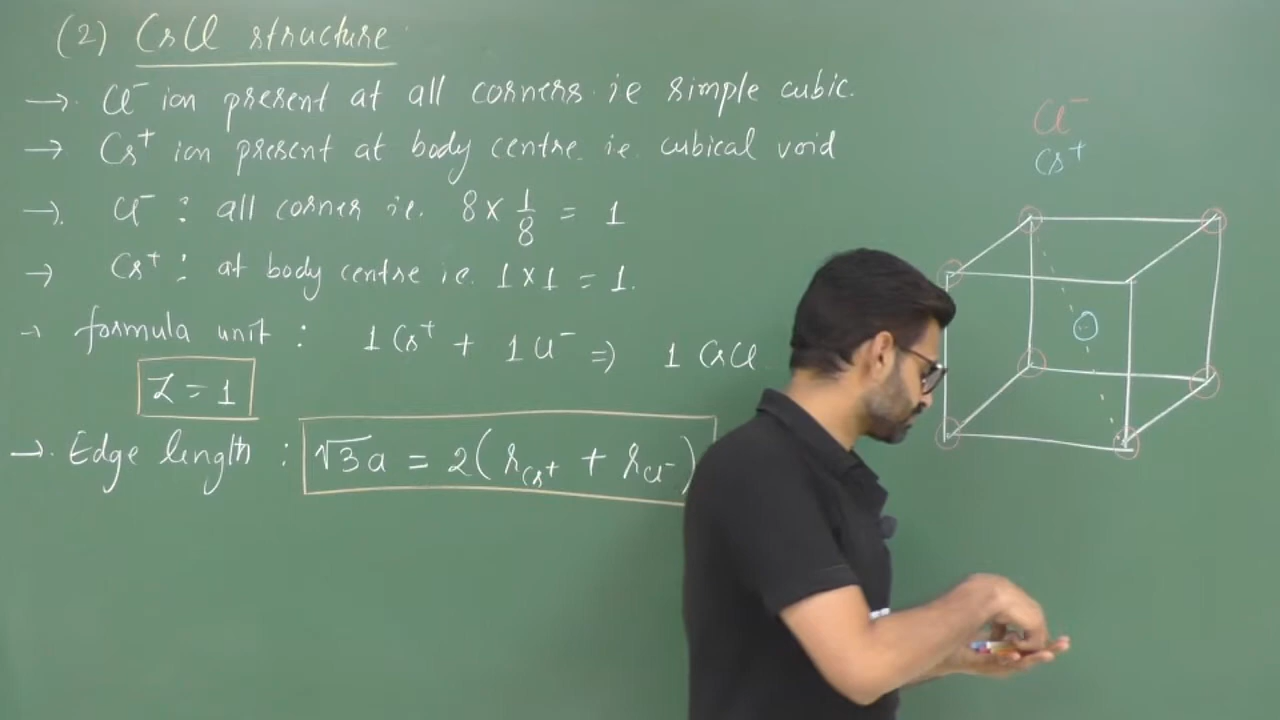 (2) CsCl structure
→ Cl⁻ ion present at all corners ie simple cubic.
→ Cs⁺ ion present at body centre. ie. cubical void
→ Cl⁻ : all corner ie. 8 × 1/8 = 1
→ Cs⁺ : at body centre ie. 1 × 1 = 1.
→ formula unit : 1 Cs⁺ + 1 Cl⁻ ⇒ 1 CsCl
Z = 1
→ Edge length : √3a = 2(r_Cs⁺ + r_Cl⁻)
Cl⁻
Cs⁺